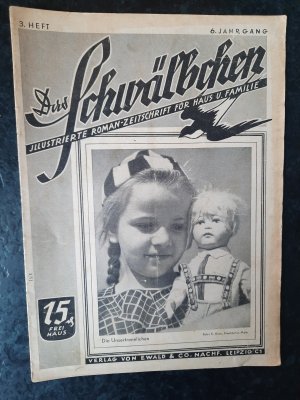 3. HEFT
6. JAHRGANG
Das Schwälbchen
JLLUSTRIERTE ROMAN-ZEITSCHRIFT FÜR HAUS U. FAMILIE
15
FREI
HAUS
Die Unzertrennlichen
VERLAG VON EWALD & CO. NACHF. LEIPZIG C1